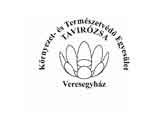 Környezet- és Természetvédő Egyesület
TAVIRÓZSA
Veresegyház